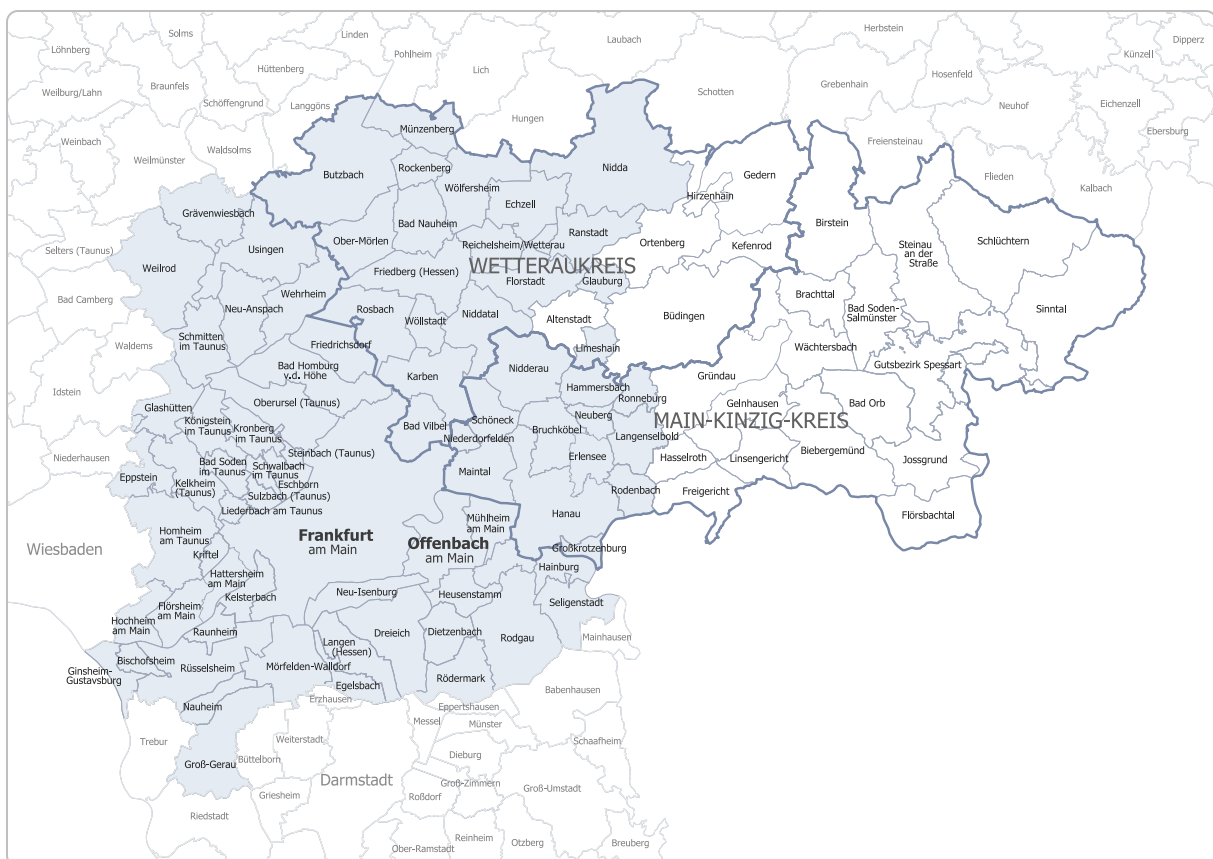 Solms
Linden
Löhnberg
Pohlheim
Laubach
Herbstein
Dipperz
Künzell
Hüttenberg
Lich
Hosenfeld
Braunfels
Grebenhain
Weilburg/Lahn
Schotten
Schöffengrund
Langgöns
Neuhof
Eichenzell
Hungen
Münzenberg
Ebersburg
Weinbach
Waldsolms
Freiensteinau
Weilmünster
Rockenberg
Nidda
Butzbach
Gedern
Flieden
Kalbach
Wölfersheim
Hirzenhain
Echzell
Grävenwiesbach
Bad Nauheim
Birstein
Ranstadt
Ober-Mörlen
Ortenberg
Kefenrod
Schlüchtern
Usingen
Reichelsheim/Wetterau
Steinau
an der
Straße
Selters (Taunus)
Weilrod
Friedberg (Hessen)
WETTERAUKREIS
Florstadt
Glauburg
Bad Camberg
Wehrheim
Brachttal
Neu-Anspach
Rosbach
Wöllstadt
Niddatal
Altenstadt
Büdingen
Bad Soden-
Salmünster
Sinntal
Schmitten
im Taunus
Friedrichsdorf
Waldems
Limeshain
Wächtersbach
Bad Homburg
v.d. Höhe
Nidderau
Gutsbezirk Spessart
Karben
Gründau
Idstein
Hammersbach
Ronneburg
Glashütten
Oberursel (Taunus)
Gelnhausen
Bad Orb
Königstein
im Taunus
Kronberg
im Taunus
Bad Vilbel
Schöneck
Neuberg
MAIN-KINZIG-KREIS
Bruchköbel
Niederdorfelden
Langenselbold
Niederhausen
Steinbach (Taunus)
Biebergemünd
Bad Soden
im Taunus
Schwalbach
im Taunus
Erlensee
Hasselroth
Linsengericht
Jossgrund
Eppstein
Maintal
Kelkheim
(Taunus)
Eschborn
Sulzbach (Taunus)
Rodenbach
Freigericht
Liederbach am Taunus
Hanau
Flörsbachtal
Hofheim
am Taunus
Mühlheim
am Main
Frankfurt
am Main
Offenbach
am Main
Wiesbaden
Kriftel
Großkrotzenburg
Hattersheim
am Main
Hainburg
Neu-Isenburg
Heusenstamm
Kelsterbach
Seligenstadt
Flörsheim
am Main
Hochheim
am Main
Raunheim
Dreieich
Dietzenbach
Rodgau
Mainhausen
Langen
(Hessen)
Bischofsheim
Ginsheim-
Gustavsburg
Rüsselsheim
Mörfelden-Walldorf
Rödermark
Egelsbach
Babenhausen
Erzhausen
Nauheim
Eppertshausen
Messel
Münster
Trebur
Weiterstadt
Schaafheim
Büttelborn
Dieburg
Groß-Gerau
Darmstadt
Groß-Zimmern
Groß-Umstadt
Griesheim
Roßdorf
Riedstadt
Reinheim
Otzberg
Breuberg
Ober-Ramstadt